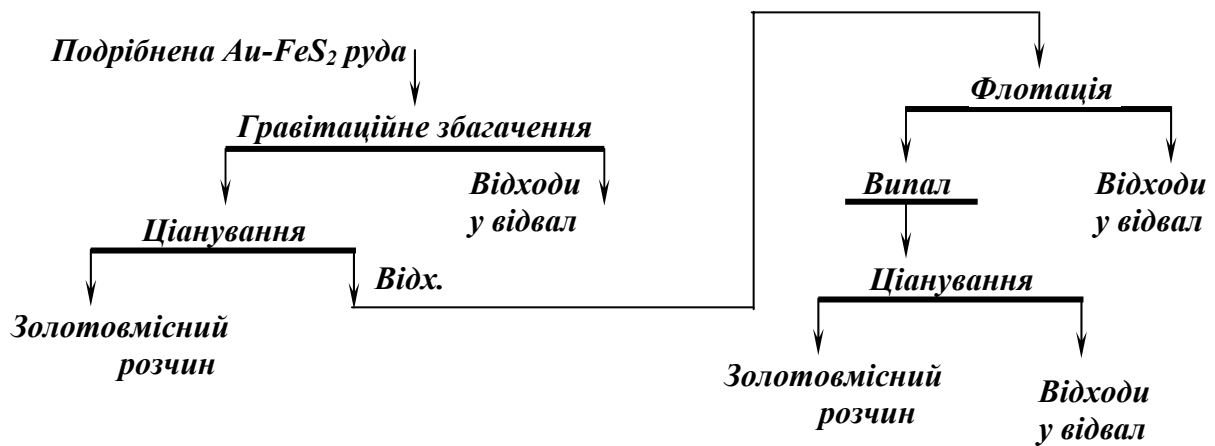 Подрібнена Au-FeS₂ руда
Гравітаційне збагачення
Відходи
у відвал
Ціанування
Відх.
Золотовмісний
розчин
Флотація
Випал
Відходи
у відвал
Ціанування
Золотовмісний
розчин
Відходи
у відвал